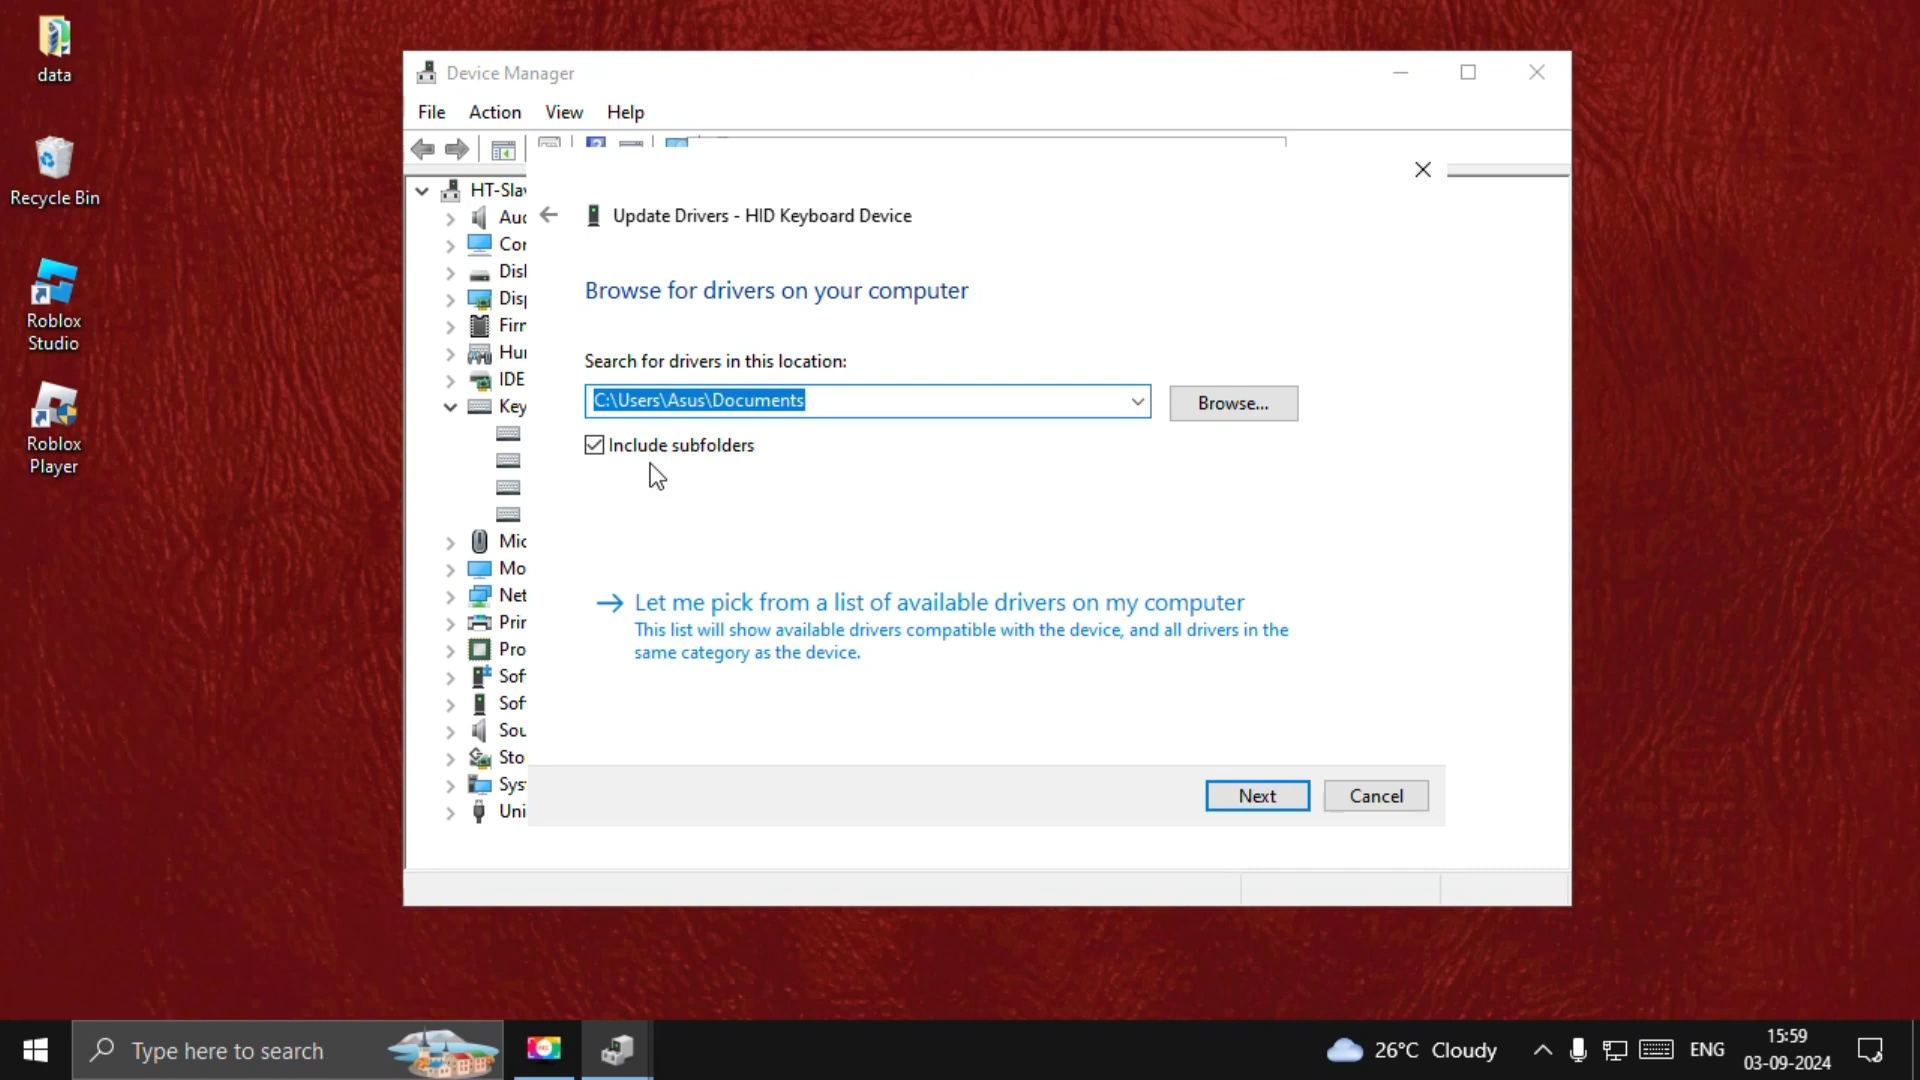 data
Recycle Bin
Roblox
Studio
Roblox
Player
Device Manager
File Action View Help
Update Drivers - HID Keyboard Device
Browse for drivers on your computer
Search for drivers in this location:
C:\Users\Asus\Documents
Browse...
Include subfolders
Let me pick from a list of available drivers on my computer
This list will show available drivers compatible with the device, and all drivers in the
same category as the device.
Next
Cancel
HT-Sla
Au
Co
Dis
Disp
Firr
Hu
IDE
Key
Mic
Mo
Net
Prir
Pro
Sof
Sof
Sou
Sto
Sys
Uni
Type here to search
26°C Cloudy
ENG
15:59
03-09-2024